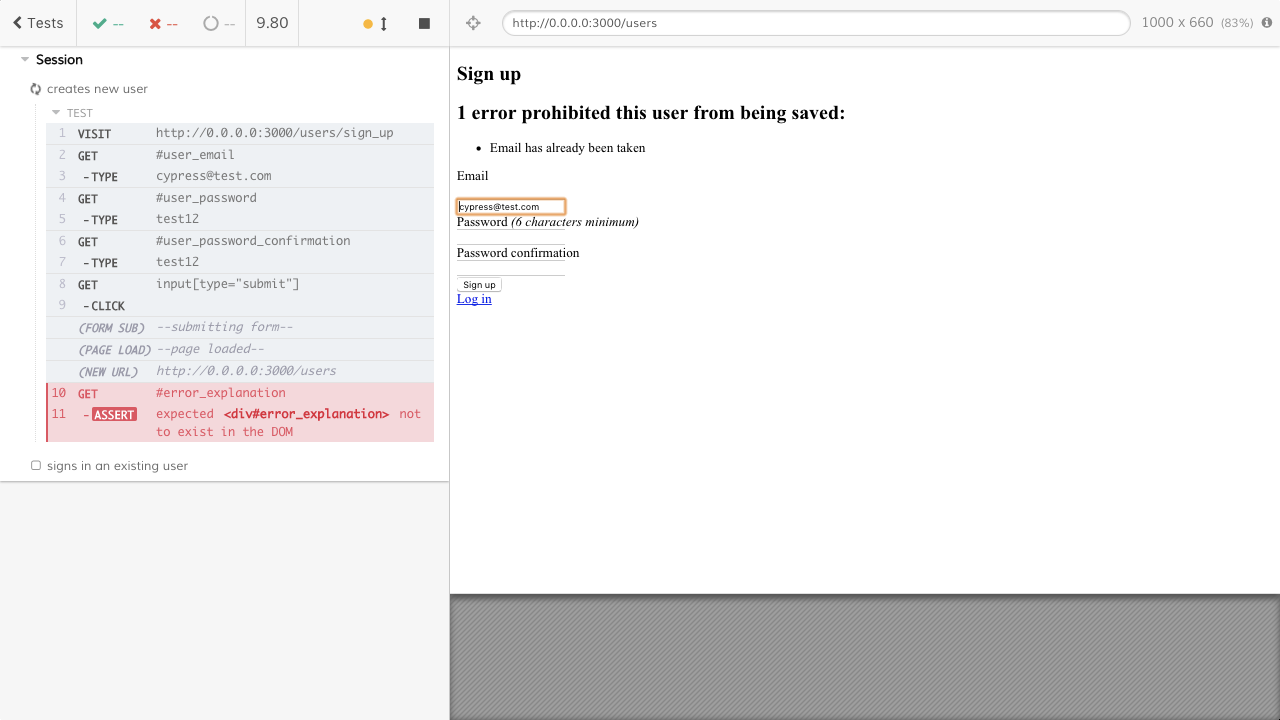 Tests
--
--
--
9.80
http://0.0.0.0:3000/users
1000 x 660 (83%)
Session
creates new user
TEST
1 VISIT http://0.0.0.0:3000/users/sign_up
2 GET #user_email
3 -TYPE cypress@test.com
4 GET #user_password
5 -TYPE test12
6 GET #user_password_confirmation
7 -TYPE test12
8 GET input[type="submit"]
9 -CLICK
(FORM SUB) --submitting form--
(PAGE LOAD) --page loaded--
(NEW URL) http://0.0.0.0:3000/users
10 GET #error_explanation
11 -ASSERT expected <div#error_explanation> not
to exist in the DOM
signs in an existing user
Sign up
1 error prohibited this user from being saved:
• Email has already been taken
Email
cypress@test.com
Password (6 characters minimum)
Password confirmation
Sign up
Log in